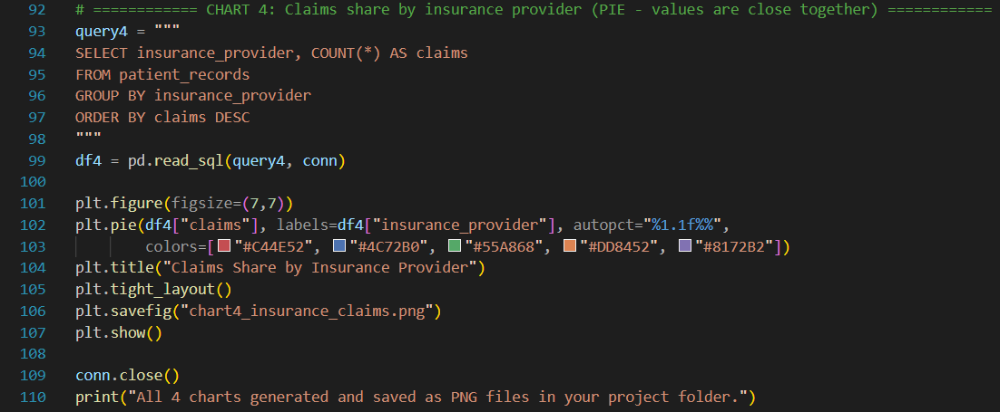 92 # ============ CHART 4: Claims share by insurance provider (PIE - values are close together) ============
93 query4 = """
94 SELECT insurance_provider, COUNT(*) AS claims
95 FROM patient_records
96 GROUP BY insurance_provider
97 ORDER BY claims DESC
98 """
99 df4 = pd.read_sql(query4, conn)
100
101 plt.figure(figsize=(7,7))
102 plt.pie(df4["claims"], labels=df4["insurance_provider"], autopct="%1.1f%%",
103         colors=["#C44E52", "#4C72B0", "#55A868", "#DD8452", "#8172B2"])
104 plt.title("Claims Share by Insurance Provider")
105 plt.tight_layout()
106 plt.savefig("chart4_insurance_claims.png")
107 plt.show()
108
109 conn.close()
110 print("All 4 charts generated and saved as PNG files in your project folder.")